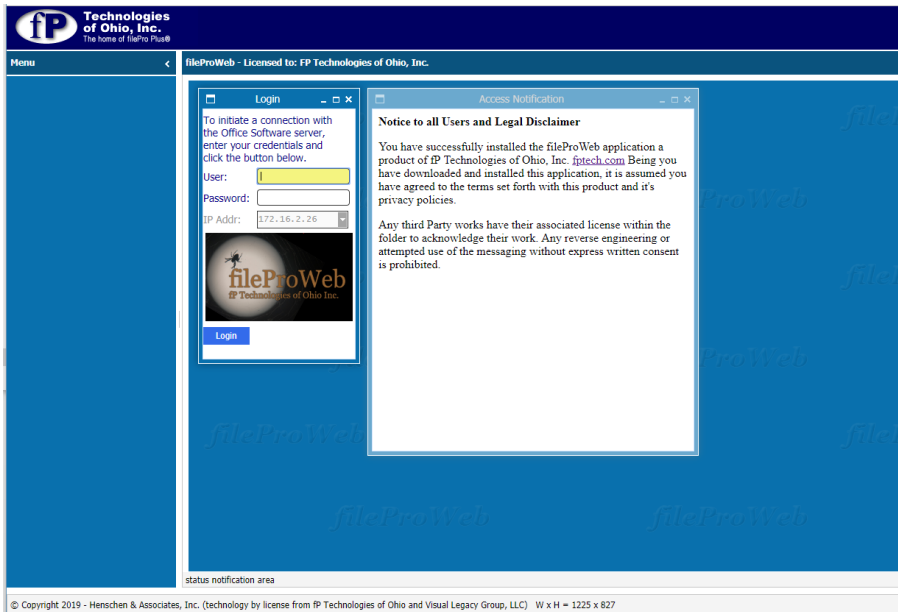 fP Technologies
of Ohio, Inc.
The home of filePro Plus®
Menu
fileProWeb - Licensed to: FP Technologies of Ohio, Inc.
Login
To initiate a connection with
the Office Software server,
enter your credentials and
click the button below.
User:
Password:
IP Addr: 172.16.2.26
fileProWeb
fP Technologies of Ohio Inc.
Login
Access Notification
Notice to all Users and Legal Disclaimer
You have successfully installed the fileProWeb application a
product of fP Technologies of Ohio, Inc. fptech.com Being you
have downloaded and installed this application, it is assumed you
have agreed to the terms set forth with this product and it's
privacy policies.
Any third Party works have their associated license within the
folder to acknowledge their work. Any reverse engineering or
attempted use of the messaging without express written consent
is prohibited.
fileProWeb
fileProWeb
fileProWeb
status notification area
© Copyright 2019 - Henschen & Associates, Inc. (technology by license from fP Technologies of Ohio and Visual Legacy Group, LLC) W x H = 1225 x 827